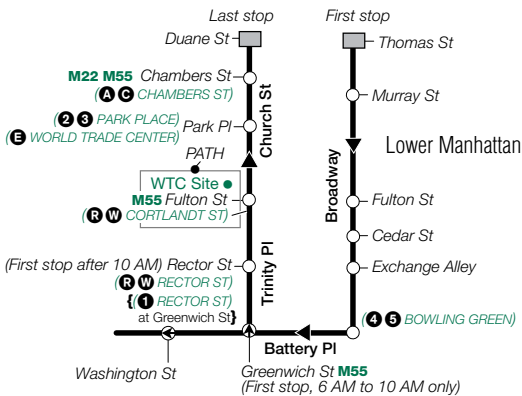 Last stop
First stop
Duane St
Thomas St
M22 M55 Chambers St
(A C CHAMBERS ST)
Murray St
(2 3 PARK PLACE)
Park Pl
(E WORLD TRADE CENTER)
Church St
Lower Manhattan
PATH
Broadway
WTC Site
M55 Fulton St
(R W CORTLANDT ST)
Fulton St
Cedar St
(First stop after 10 AM) Rector St
Exchange Alley
(R W RECTOR ST)
Trinity Pl
{(1 RECTOR ST)
at Greenwich St}
(4 5 BOWLING GREEN)
Battery Pl
Washington St
Greenwich St M55
(First stop, 6 AM to 10 AM only)